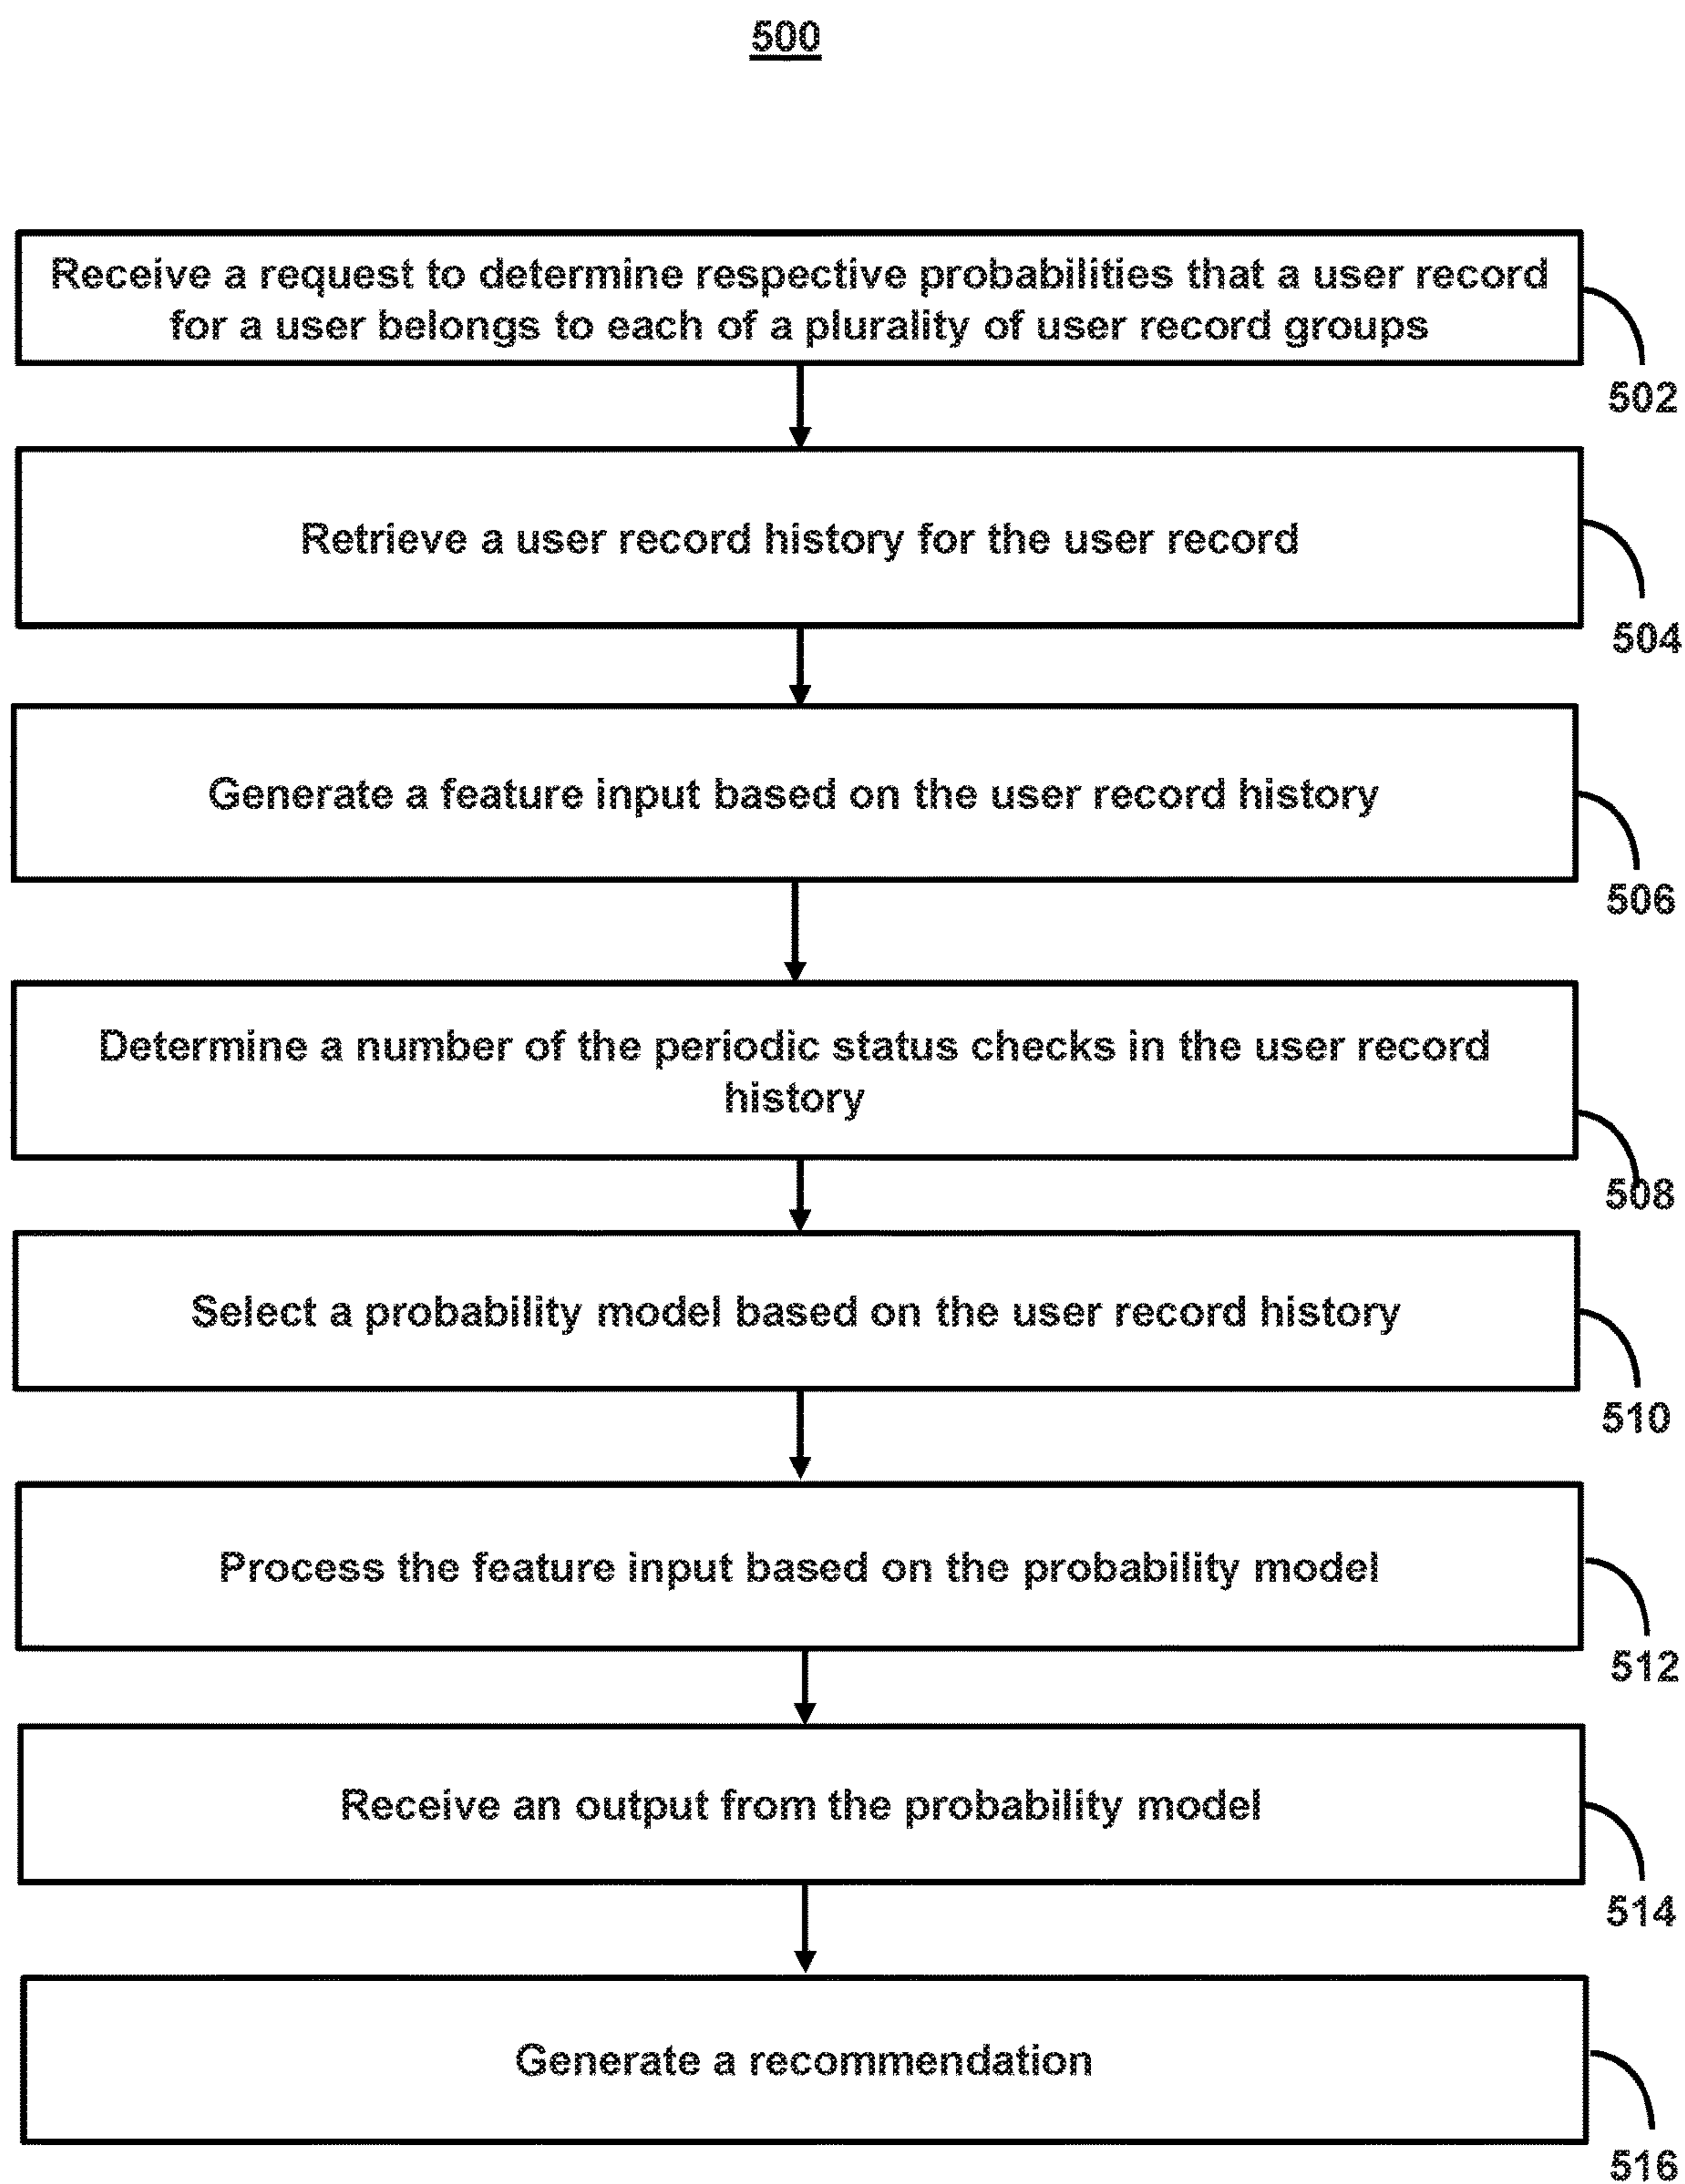 500
Receive a request to determine respective probabilities that a user record
for a user belongs to each of a plurality of user record groups
502
Retrieve a user record history for the user record
504
Generate a feature input based on the user record history
506
Determine a number of the periodic status checks in the user record
history
508
Select a probability model based on the user record history
510
Process the feature input based on the probability model
512
Receive an output from the probability model
514
Generate a recommendation
516